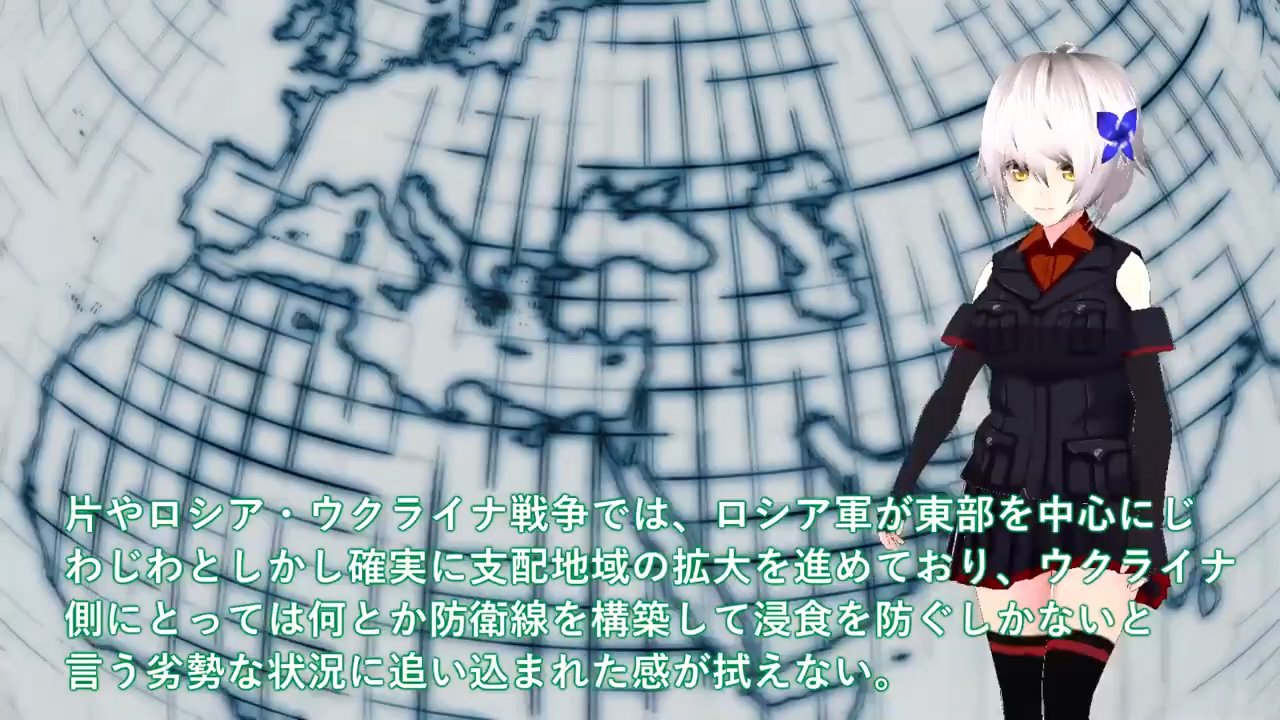 片やロシア・ウクライナ戦争では、ロシア軍が東部を中心にじ
わじわとしかし確実に支配地域の拡大を進めており、ウクライナ
側にとっては何とか防衛線を構築して浸食を防ぐしかないと
言う劣勢な状況に追い込まれた感が拭えない。